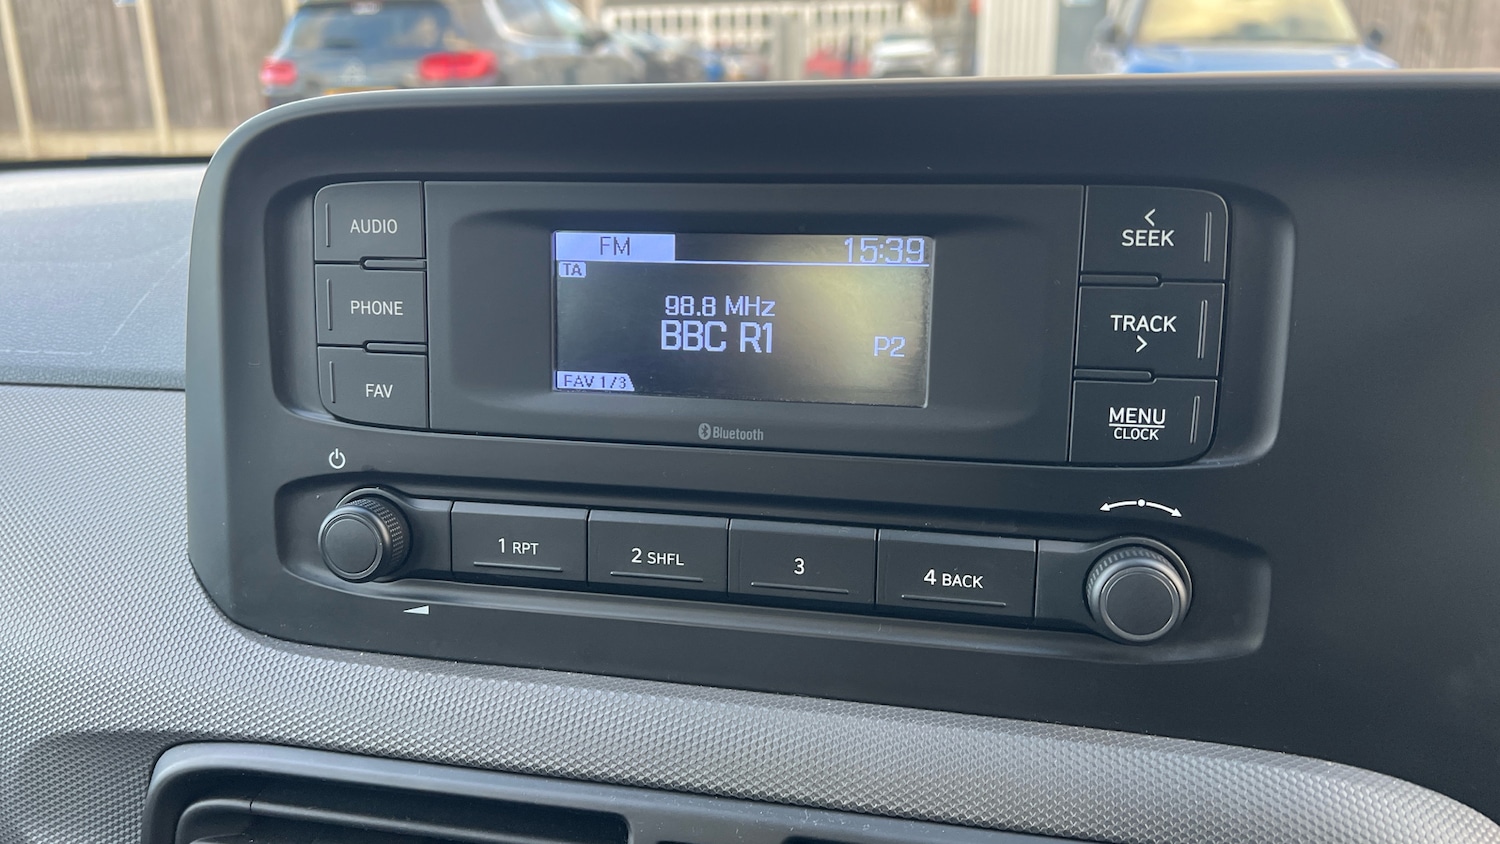 AUDIO
PHONE
FAV
FM
15:39
TA
98.8 MHz
BBC R1
P2
FAV 1/3
Bluetooth
<
SEEK
TRACK
>
MENU
CLOCK
1 RPT
2 SHFL
3
4 BACK